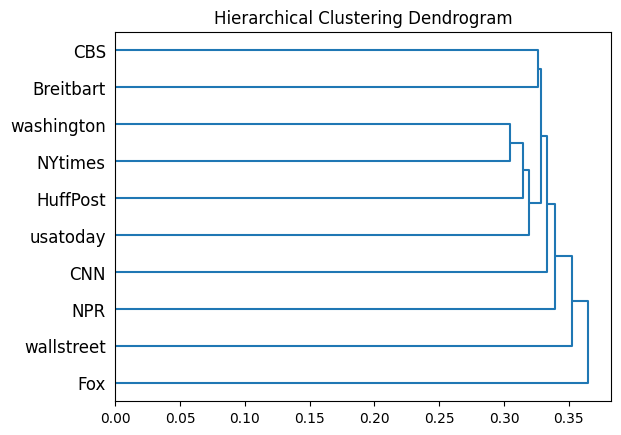 Hierarchical Clustering Dendrogram
CBS
Breitbart
washington
NYtimes
HuffPost
usatoday
CNN
NPR
wallstreet
Fox
0.00 0.05 0.10 0.15 0.20 0.25 0.30 0.35